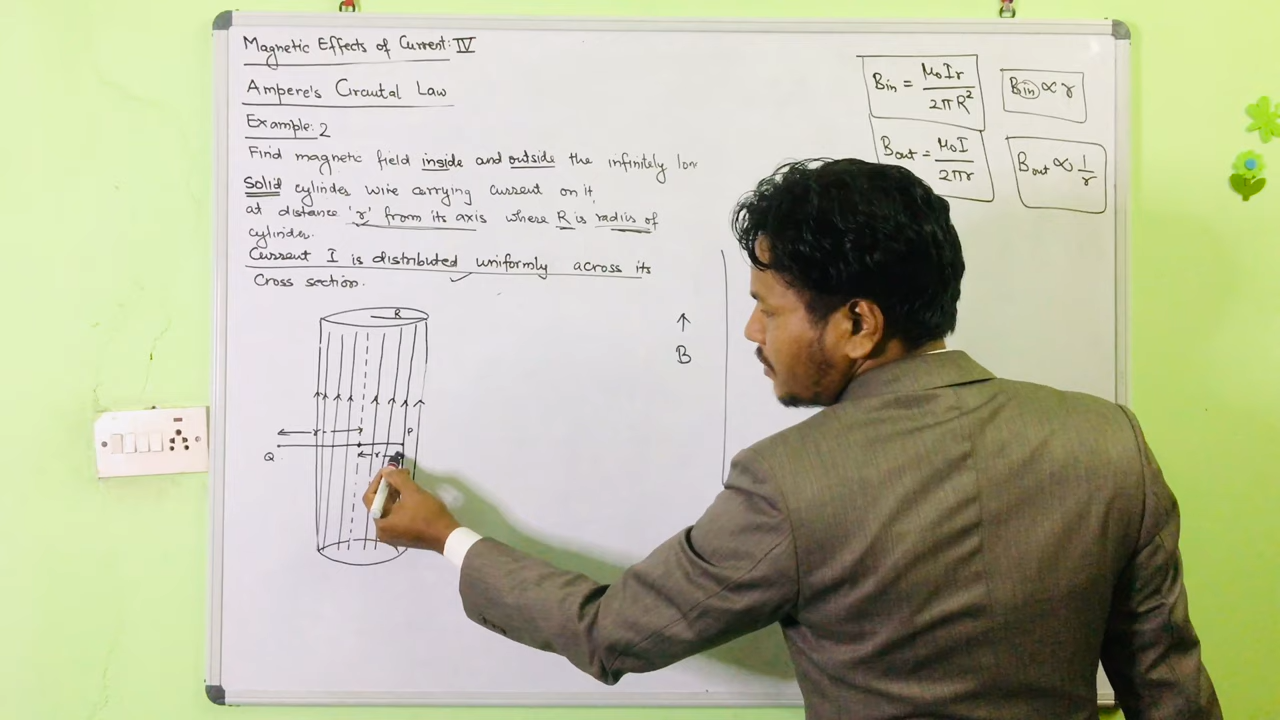 Magnetic Effects of Current: IV
Ampere's Circuital Law
Example: 2
Find magnetic field inside and outside the infinitely
Solid cylinder wire carrying current on it,
at distance 'r' from its axis where R is radius of
cylinder.
Current I is distributed uniformly across its
Cross section.
R
r
P
Q
r
↑
B
Bin = μ₀Ir / 2πR²
Bin ∝ r
Bout = μ₀I / 2πr
Bout ∝ 1/r